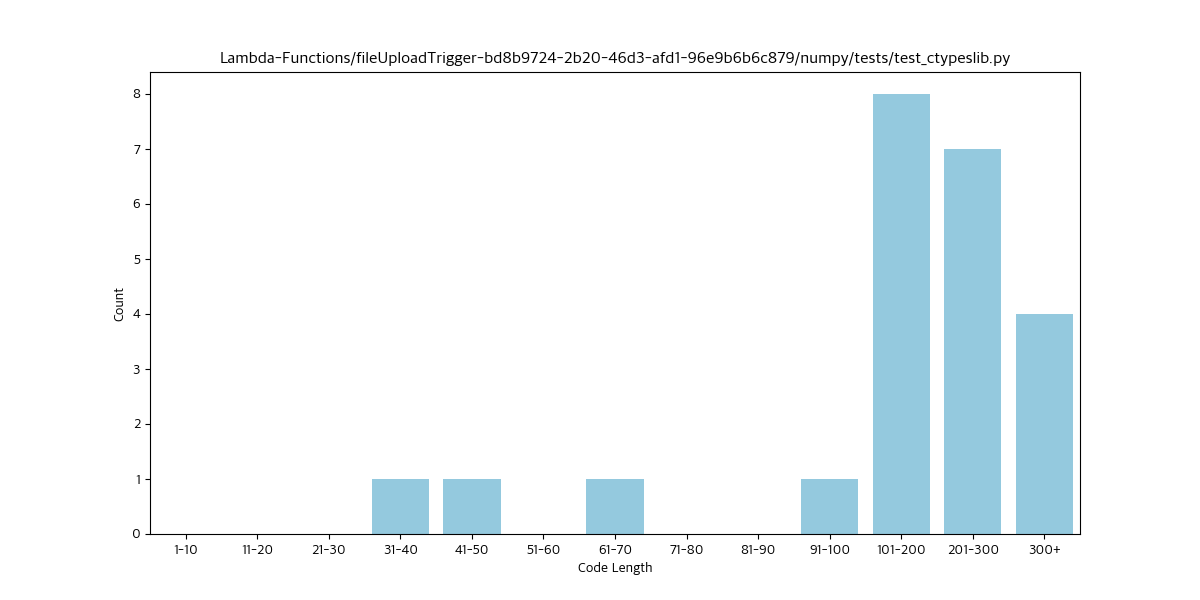 Lambda-Functions/fileUploadTrigger-bd8b9724-2b20-46d3-afd1-96e9b6b6c879/numpy/tests/test_ctypeslib.py
8
7
6
5
4
3
2
1
0
Count
1-10 11-20 21-30 31-40 41-50 51-60 61-70 71-80 81-90 91-100 101-200 201-300 300+
Code Length